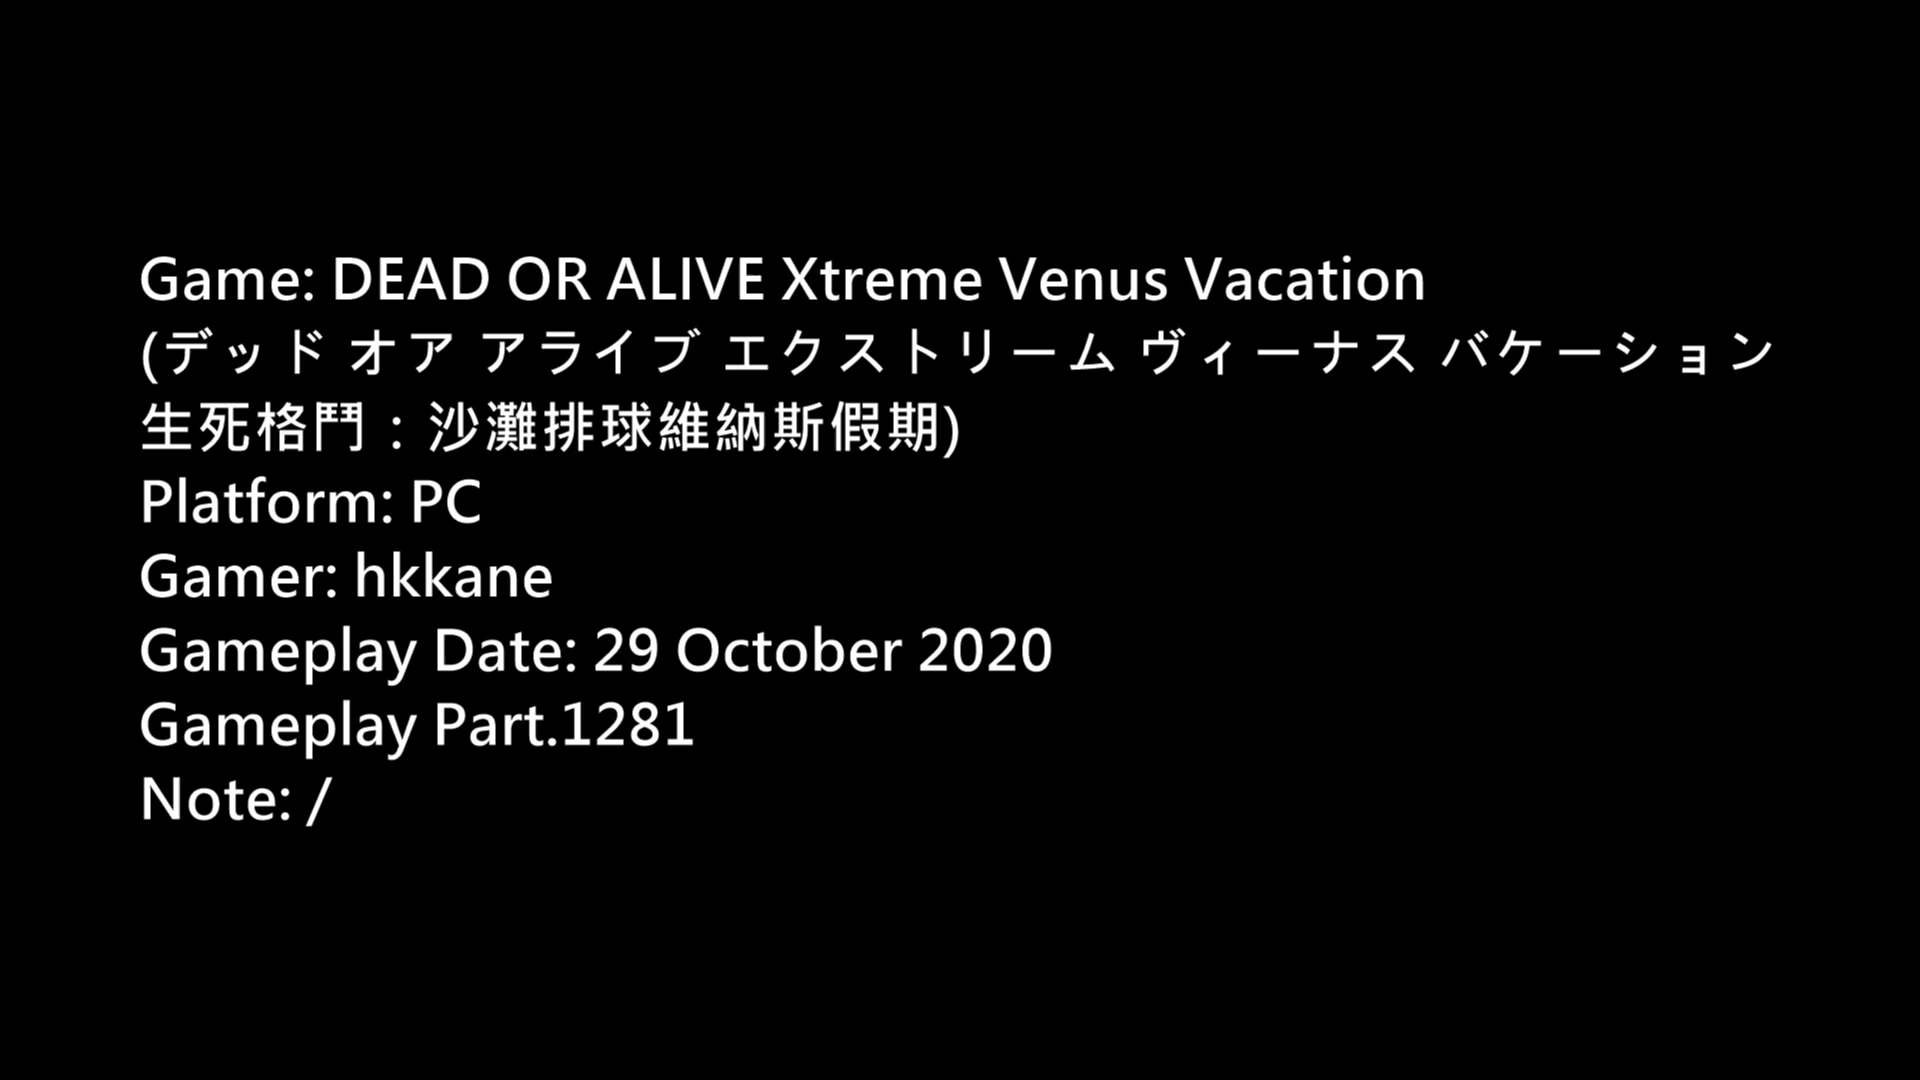 Game: DEAD OR ALIVE Xtreme Venus Vacation
(デッド オア アライブ エクストリーム ヴィーナス バケーション
生死格鬥：沙灘排球維納斯假期)
Platform: PC
Gamer: hkkane
Gameplay Date: 29 October 2020
Gameplay Part.1281
Note: /